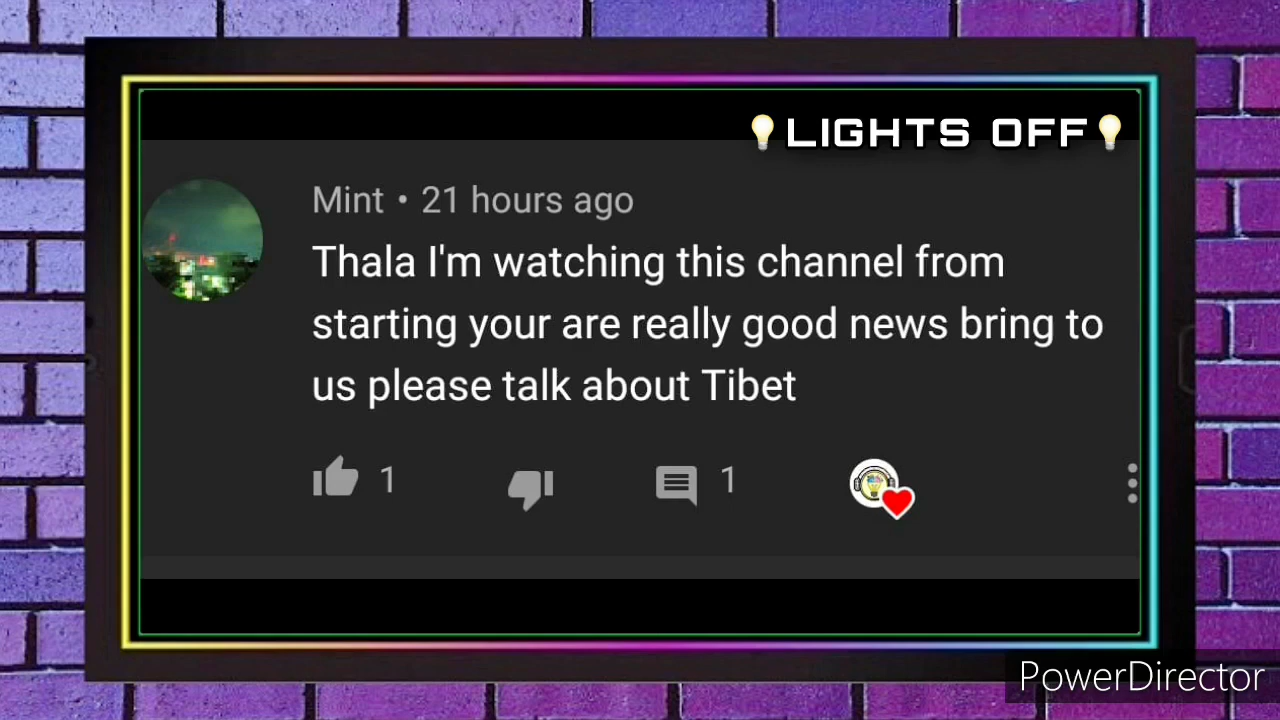 💡LIGHTS OFF💡
Mint • 21 hours ago
Thala I'm watching this channel from
starting your are really good news bring to
us please talk about Tibet
1
1
PowerDirector